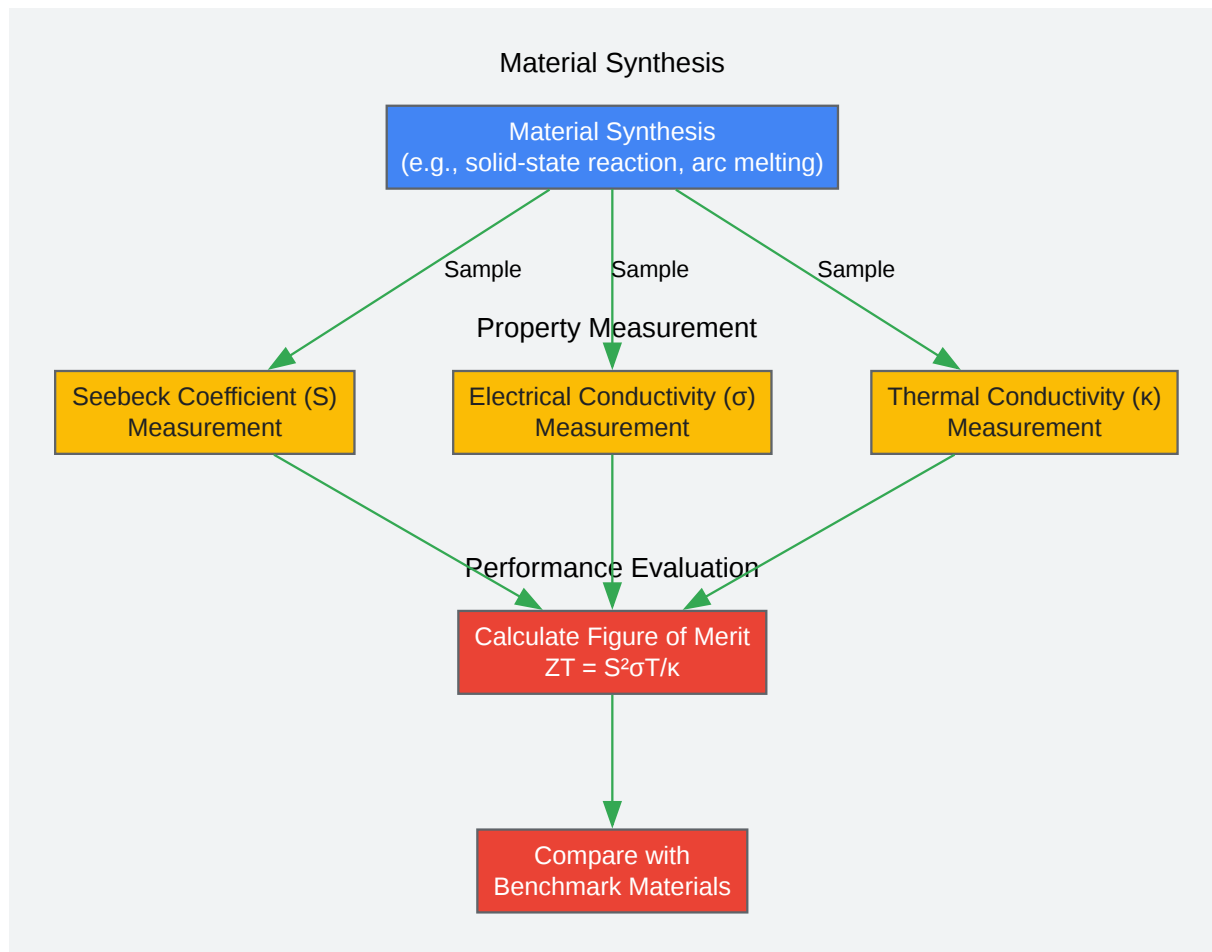 Material Synthesis
Material Synthesis
(e.g., solid-state reaction, arc melting)
Sample
Sample
Sample
Property Measurement
Seebeck Coefficient (S)
Measurement
Electrical Conductivity (σ)
Measurement
Thermal Conductivity (κ)
Measurement
Performance Evaluation
Calculate Figure of Merit
ZT = S²σT/κ
Compare with
Benchmark Materials